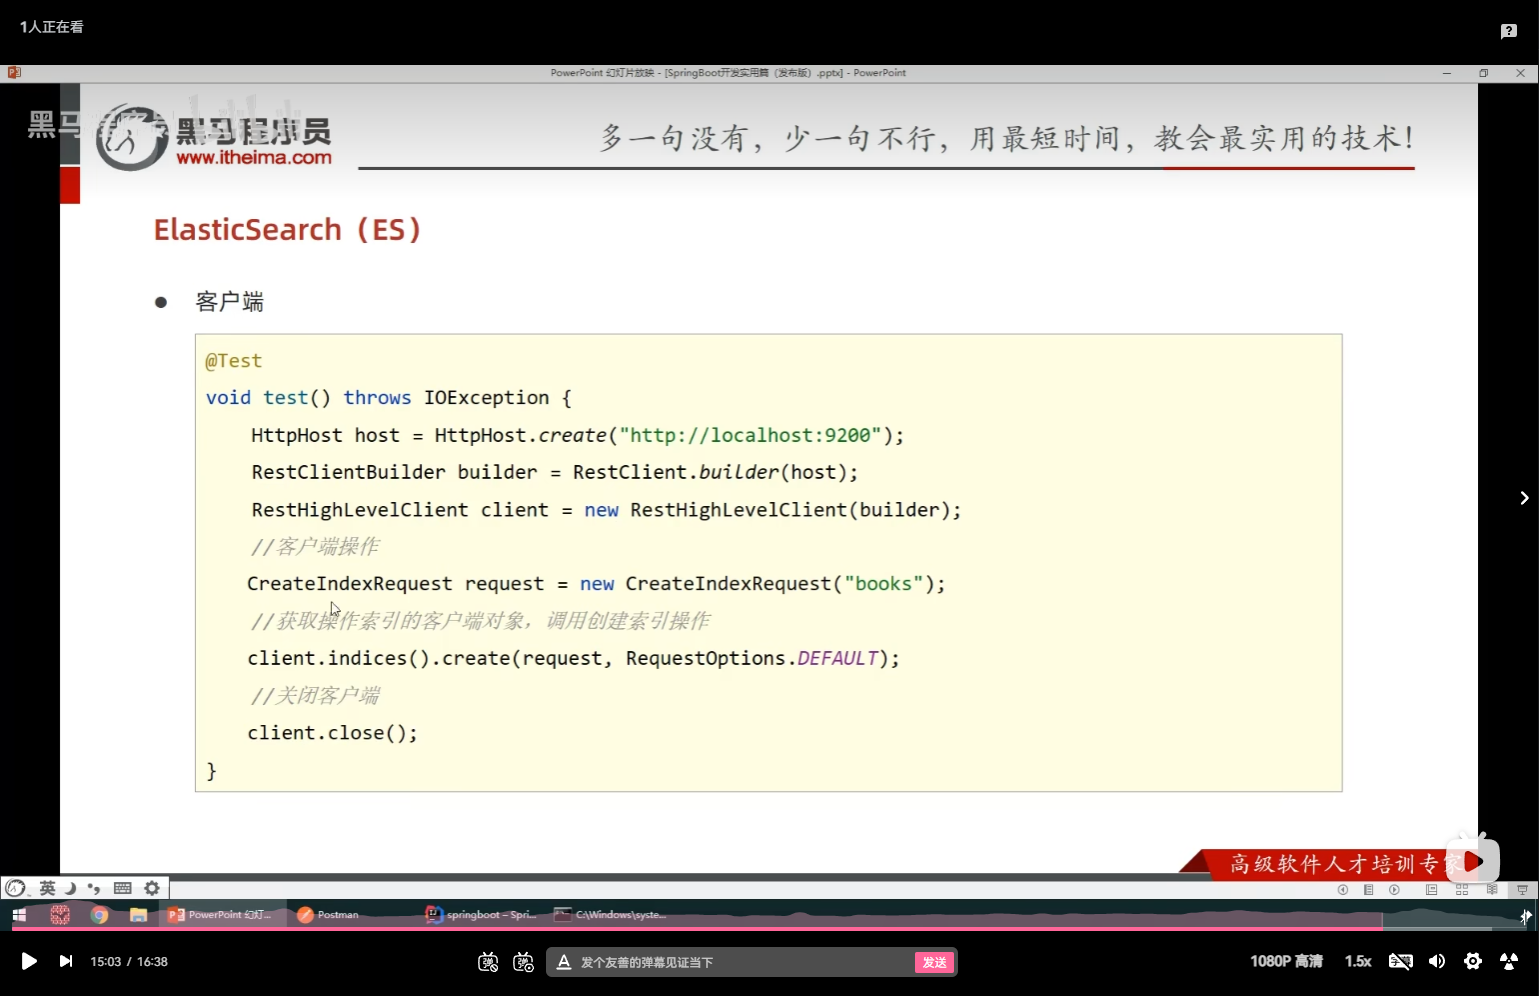 1人正在看
PowerPoint 幻灯片放映 - [SpringBoot开发实用篇（发布版）.pptx] - PowerPoint
黑马程序员
www.itheima.com
多一句没有，少一句不行，用最短时间，教会最实用的技术！
ElasticSearch（ES）
● 客户端
@Test
void test() throws IOException {
HttpHost host = HttpHost.create("http://localhost:9200");
RestClientBuilder builder = RestClient.builder(host);
RestHighLevelClient client = new RestHighLevelClient(builder);
//客户端操作
CreateIndexRequest request = new CreateIndexRequest("books");
//获取操作索引的客户端对象，调用创建索引操作
client.indices().create(request, RequestOptions.DEFAULT);
//关闭客户端
client.close();
}
高级软件人才培训专家
英
PowerPoint 幻灯...
Postman
springboot – Spri...
C:\Windows\syste...
15:03 / 16:38
发个友善的弹幕见证当下
发送
1080P 高清
1.5x